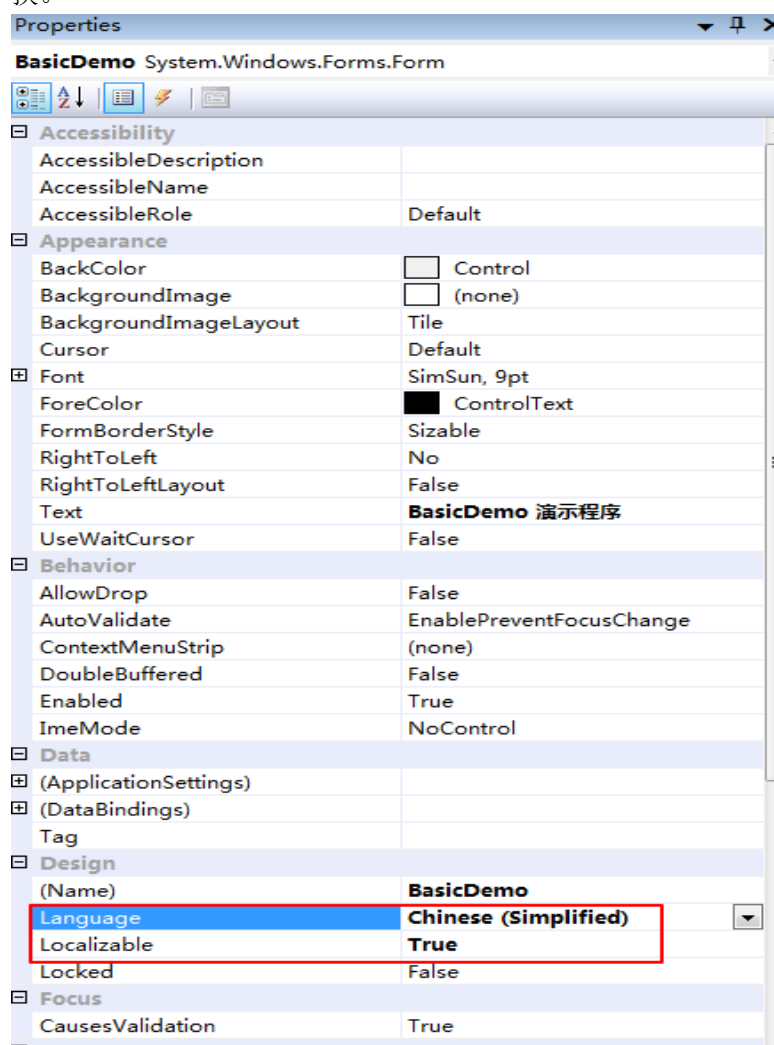 换。
Properties
BasicDemo System.Windows.Forms.Form
Accessibility
AccessibleDescription
AccessibleName
AccessibleRole Default
Appearance
BackColor Control
BackgroundImage (none)
BackgroundImageLayout Tile
Cursor Default
Font SimSun, 9pt
ForeColor ControlText
FormBorderStyle Sizable
RightToLeft No
RightToLeftLayout False
Text BasicDemo 演示程序
UseWaitCursor False
Behavior
AllowDrop False
AutoValidate EnablePreventFocusChange
ContextMenuStrip (none)
DoubleBuffered False
Enabled True
ImeMode NoControl
Data
(ApplicationSettings)
(DataBindings)
Tag
Design
(Name) BasicDemo
Language Chinese (Simplified)
Localizable True
Locked False
Focus
CausesValidation True